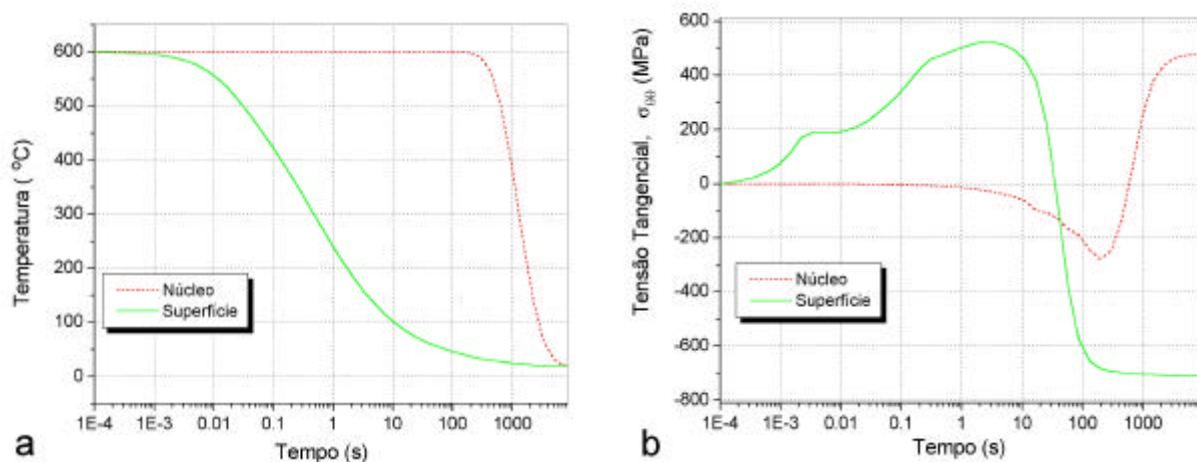 600
500
400
300
200
100
0
Temperatura ( °C)
Núcleo
Superfície
1E-4 1E-3 0.01 0.1 1 10 100 1000
Tempo (s)
a
600
400
200
0
-200
-400
-600
-800
Tensão Tangencial, σ(x) (MPa)
Núcleo
Superfície
1E-4 1E-3 0.01 0.1 1 10 100 1000
Tempo (s)
b